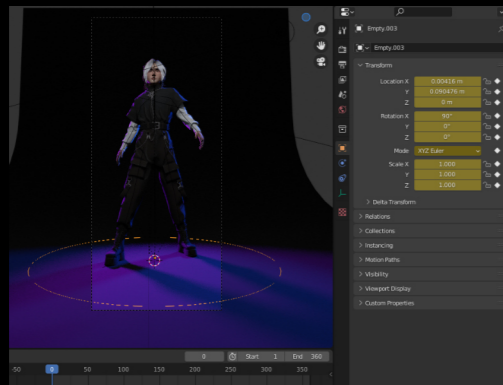 Empty.003
Empty.003
Transform
Location X 0.00416 m
Y 0.090476 m
Z 0 m
Rotation X 90°
Y 0°
Z 0°
Mode XYZ Euler
Scale X 1.000
Y 1.000
Z 1.000
Delta Transform
Relations
Collections
Instancing
Motion Paths
Visibility
Viewport Display
Custom Properties
0 Start 1 End 360
-50 0 50 100 150 200 250 300 350